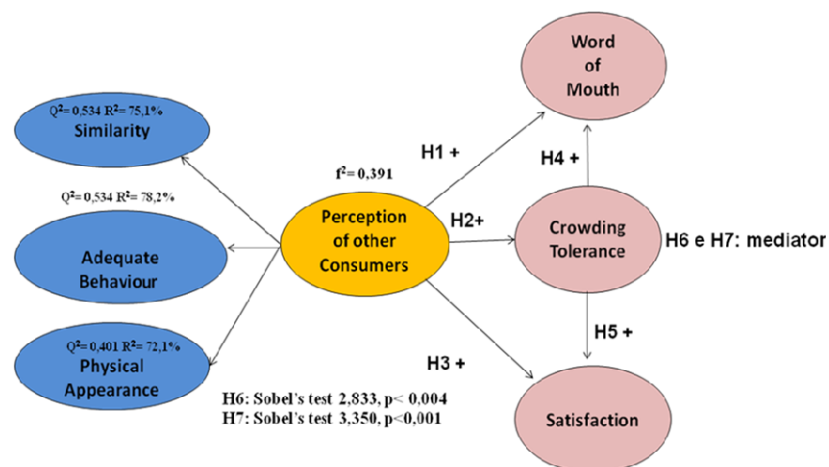 Word
of
Mouth
Q²= 0,534 R²= 75,1%
Similarity
H1 +
H4 +
f²= 0,391
Q²= 0,534 R²= 78,2%
Perception
of other
Consumers
H2+
Crowding
Tolerance
H6 e H7: mediator
Adequate
Behaviour
H5 +
Q²= 0,401 R²= 72,1%
Physical
Appearance
H3 +
H6: Sobel's test 2,833, p< 0,004
H7: Sobel's test 3,350, p<0,001
Satisfaction